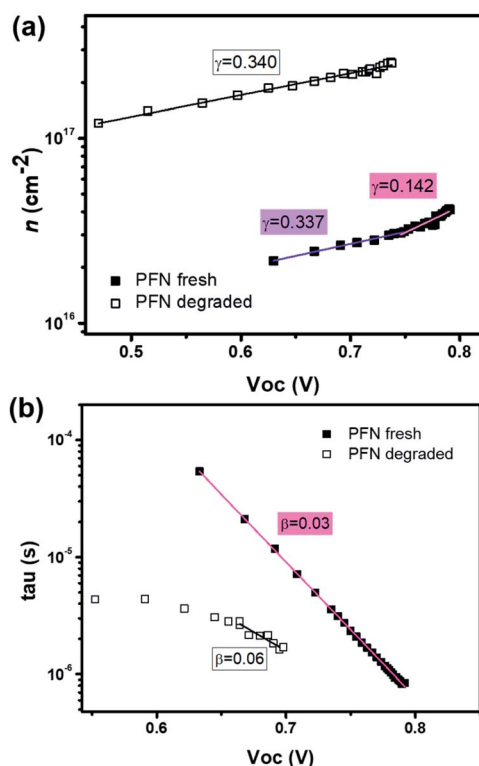 (a)
γ=0.340
10¹⁷
n (cm⁻²)
γ=0.142
γ=0.337
PFN fresh
PFN degraded
10¹⁶
0.5 0.6 0.7 0.8
Voc (V)
(b)
10⁻⁴
PFN fresh
PFN degraded
β=0.03
tau (s)
10⁻⁵
β=0.06
10⁻⁶
0.6 0.7 0.8
Voc (V)